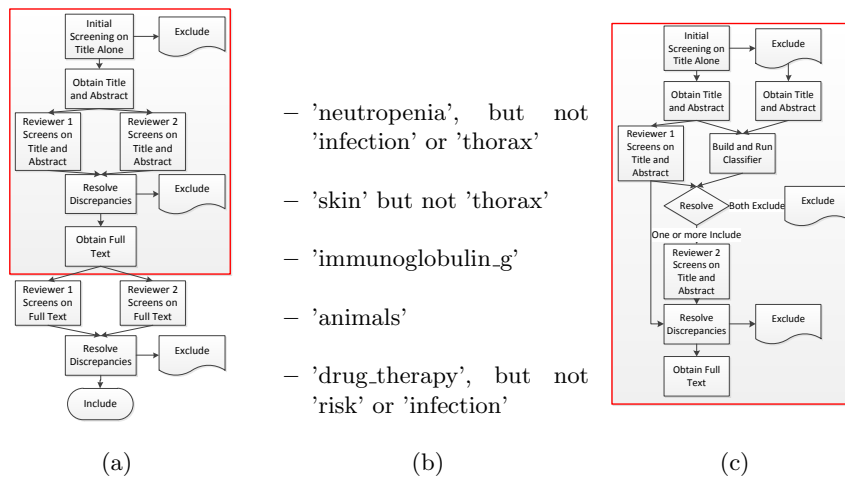 Initial
Screening on
Title Alone
Exclude
Obtain Title
and Abstract
Reviewer 1
Screens on
Title and
Abstract
Reviewer 2
Screens on
Title and
Abstract
Resolve
Discrepancies
Exclude
Obtain Full
Text
Reviewer 1
Screens on
Full Text
Reviewer 2
Screens on
Full Text
Resolve
Discrepancies
Exclude
Include
(a)
– 'neutropenia', but not
'infection' or 'thorax'
– 'skin' but not 'thorax'
– 'immunoglobulin_g'
– 'animals'
– 'drug_therapy', but not
'risk' or 'infection'
(b)
Initial
Screening on
Title Alone
Exclude
Obtain Title
and Abstract
Obtain Title
and Abstract
Reviewer 1
Screens on
Title and
Abstract
Build and Run
Classifier
Resolve
Both Exclude
Exclude
One or more Include
Reviewer 2
Screens on
Title and
Abstract
Resolve
Discrepancies
Exclude
Obtain Full
Text
(c)